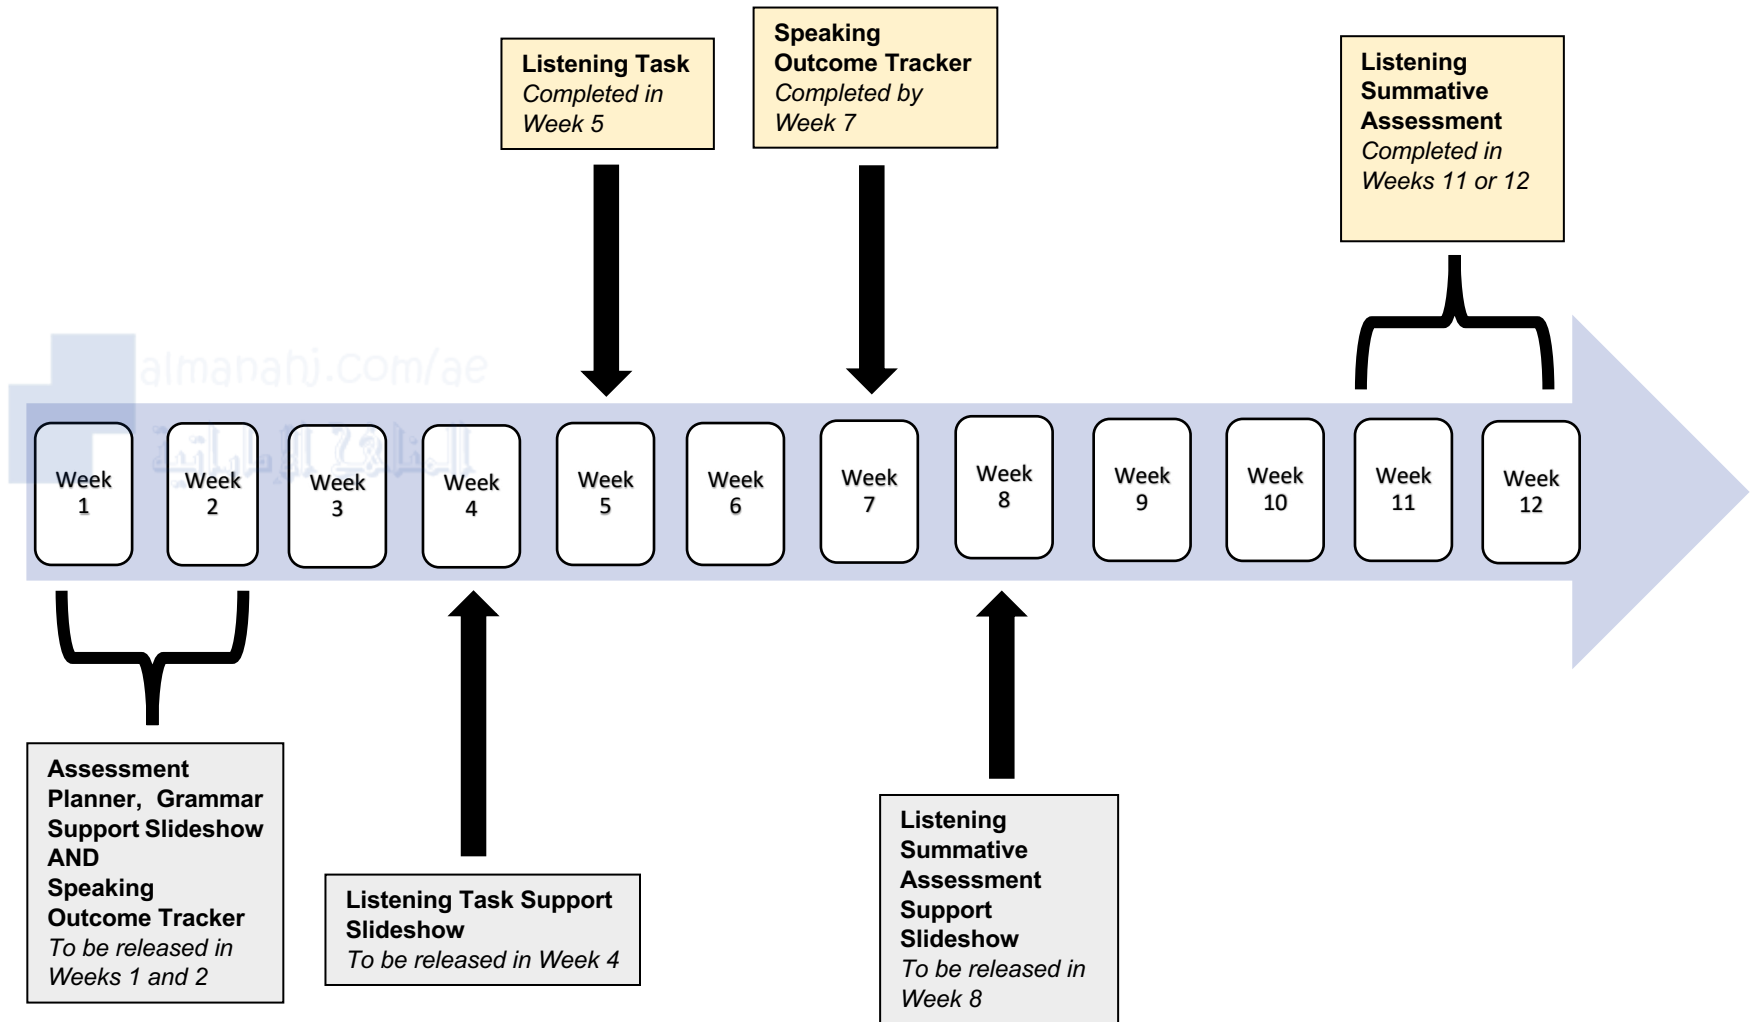 Listening Task
Completed in
Week 5
Speaking
Outcome Tracker
Completed by
Week 7
Listening
Summative
Assessment
Completed in
Weeks 11 or 12
almanahj.com/ae
المناهج الإماراتية
Week
1
Week
2
Week
3
Week
4
Week
5
Week
6
Week
7
Week
8
Week
9
Week
10
Week
11
Week
12
Assessment
Planner, Grammar
Support Slideshow
AND
Speaking
Outcome Tracker
To be released in
Weeks 1 and 2
Listening Task Support
Slideshow
To be released in Week 4
Listening
Summative
Assessment
Support
Slideshow
To be released in
Week 8